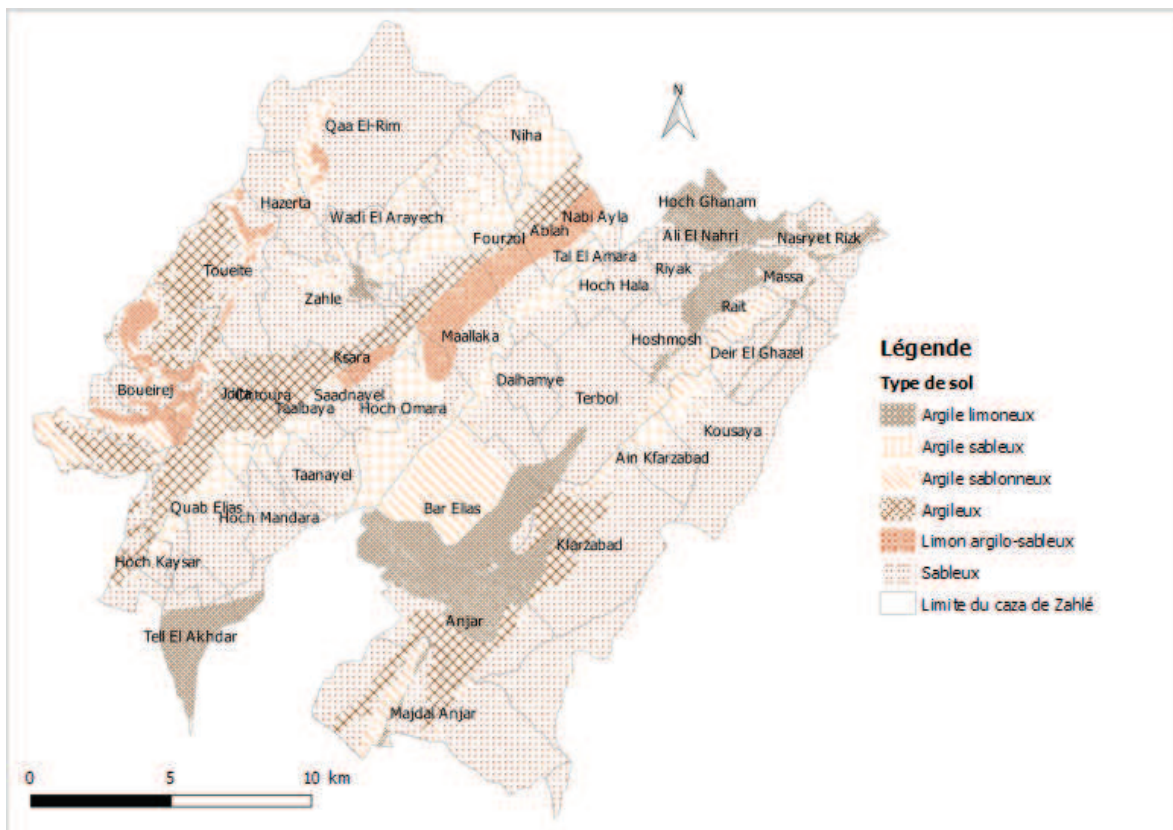 N
Qaa El-Rim
Niha
Hazerta
Wadi El Arayech
Hoch Ghanam
Nabi Ayla
Ablah
Fourzol
Ali El Nahri
Nasryet Rizk
Tal El Amara
Toueite
Riyak
Massa
Hoch Hala
Zahle
Rait
Maallaka
Hoshmosh
Ksara
Deir El Ghazel
Dalhamye
Boueirej
Jdita
Chtoura
Saadnayel
Terbol
Taalbaya
Hoch Omara
Kousaya
Ain Kfarzabad
Taanayel
Quab Elias
Bar Elias
Hoch Mandara
Kfarzabad
Hoch Kaysar
Anjar
Tell El Akhdar
Majdal Anjar
Légende
Type de sol
Argile limoneux
Argile sableux
Argile sablonneux
Argileux
Limon argilo-sableux
Sableux
Limite du caza de Zahlé
0 5 10 km